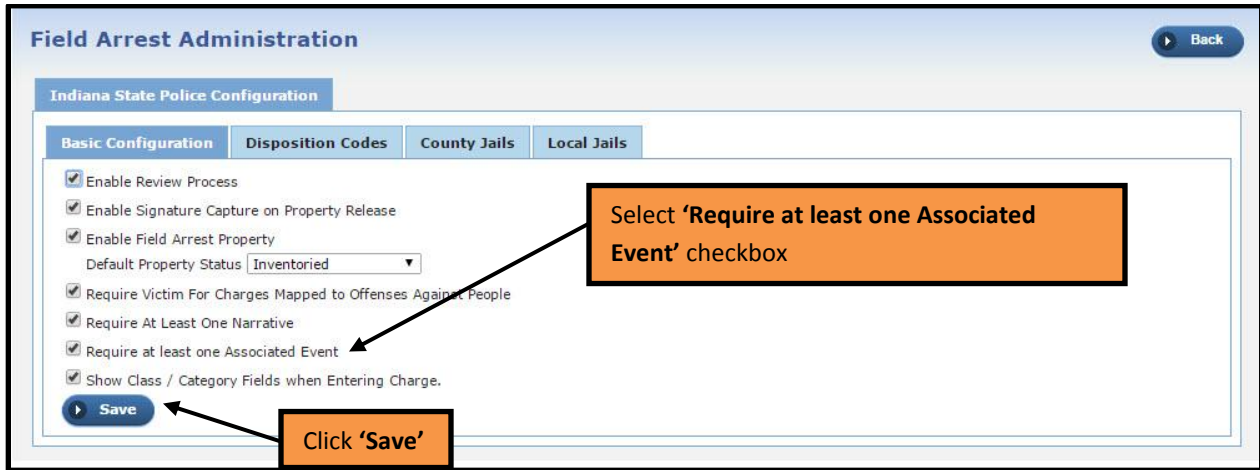 Field Arrest Administration
Back
Indiana State Police Configuration
Basic Configuration
Disposition Codes
County Jails
Local Jails
Enable Review Process
Enable Signature Capture on Property Release
Enable Field Arrest Property
Default Property Status Inventoried
Require Victim For Charges Mapped to Offenses Against People
Require At Least One Narrative
Require at least one Associated Event
Show Class / Category Fields when Entering Charge.
Save
Select ‘Require at least one Associated
Event’ checkbox
Click ‘Save’